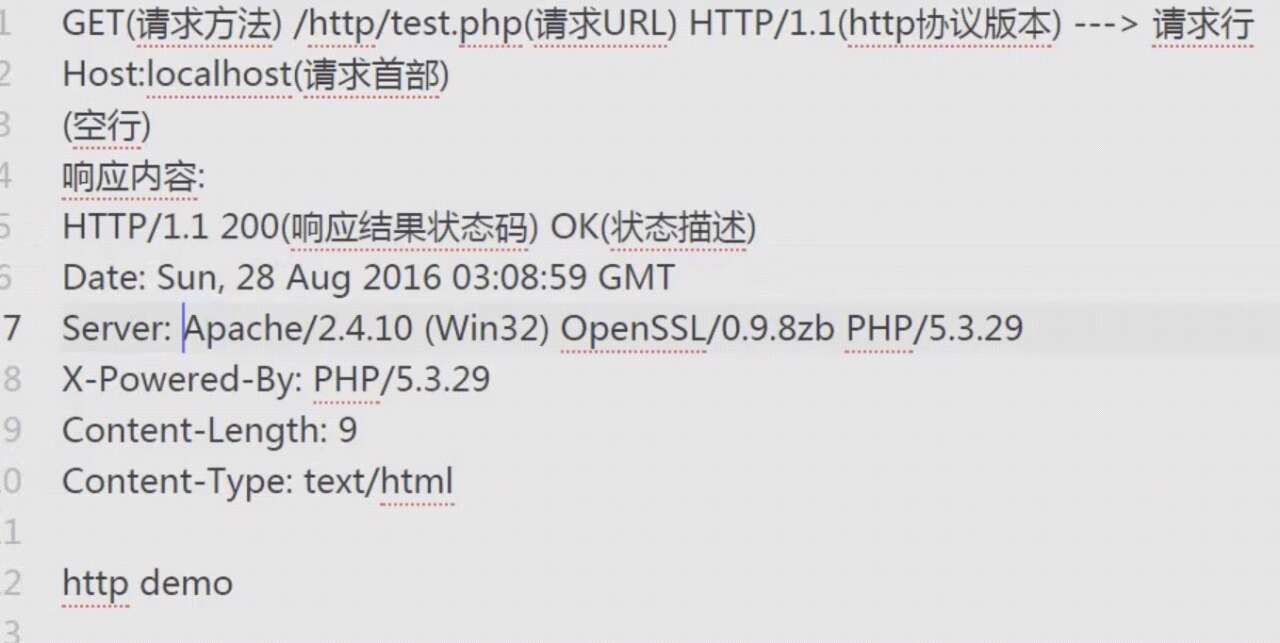 1 GET(请求方法) /http/test.php(请求URL) HTTP/1.1(http协议版本) ---> 请求行
2 Host:localhost(请求首部)
3 (空行)
4 响应内容:
5 HTTP/1.1 200(响应结果状态码) OK(状态描述)
6 Date: Sun, 28 Aug 2016 03:08:59 GMT
7 Server: Apache/2.4.10 (Win32) OpenSSL/0.9.8zb PHP/5.3.29
8 X-Powered-By: PHP/5.3.29
9 Content-Length: 9
10 Content-Type: text/html
11
12 http demo
13